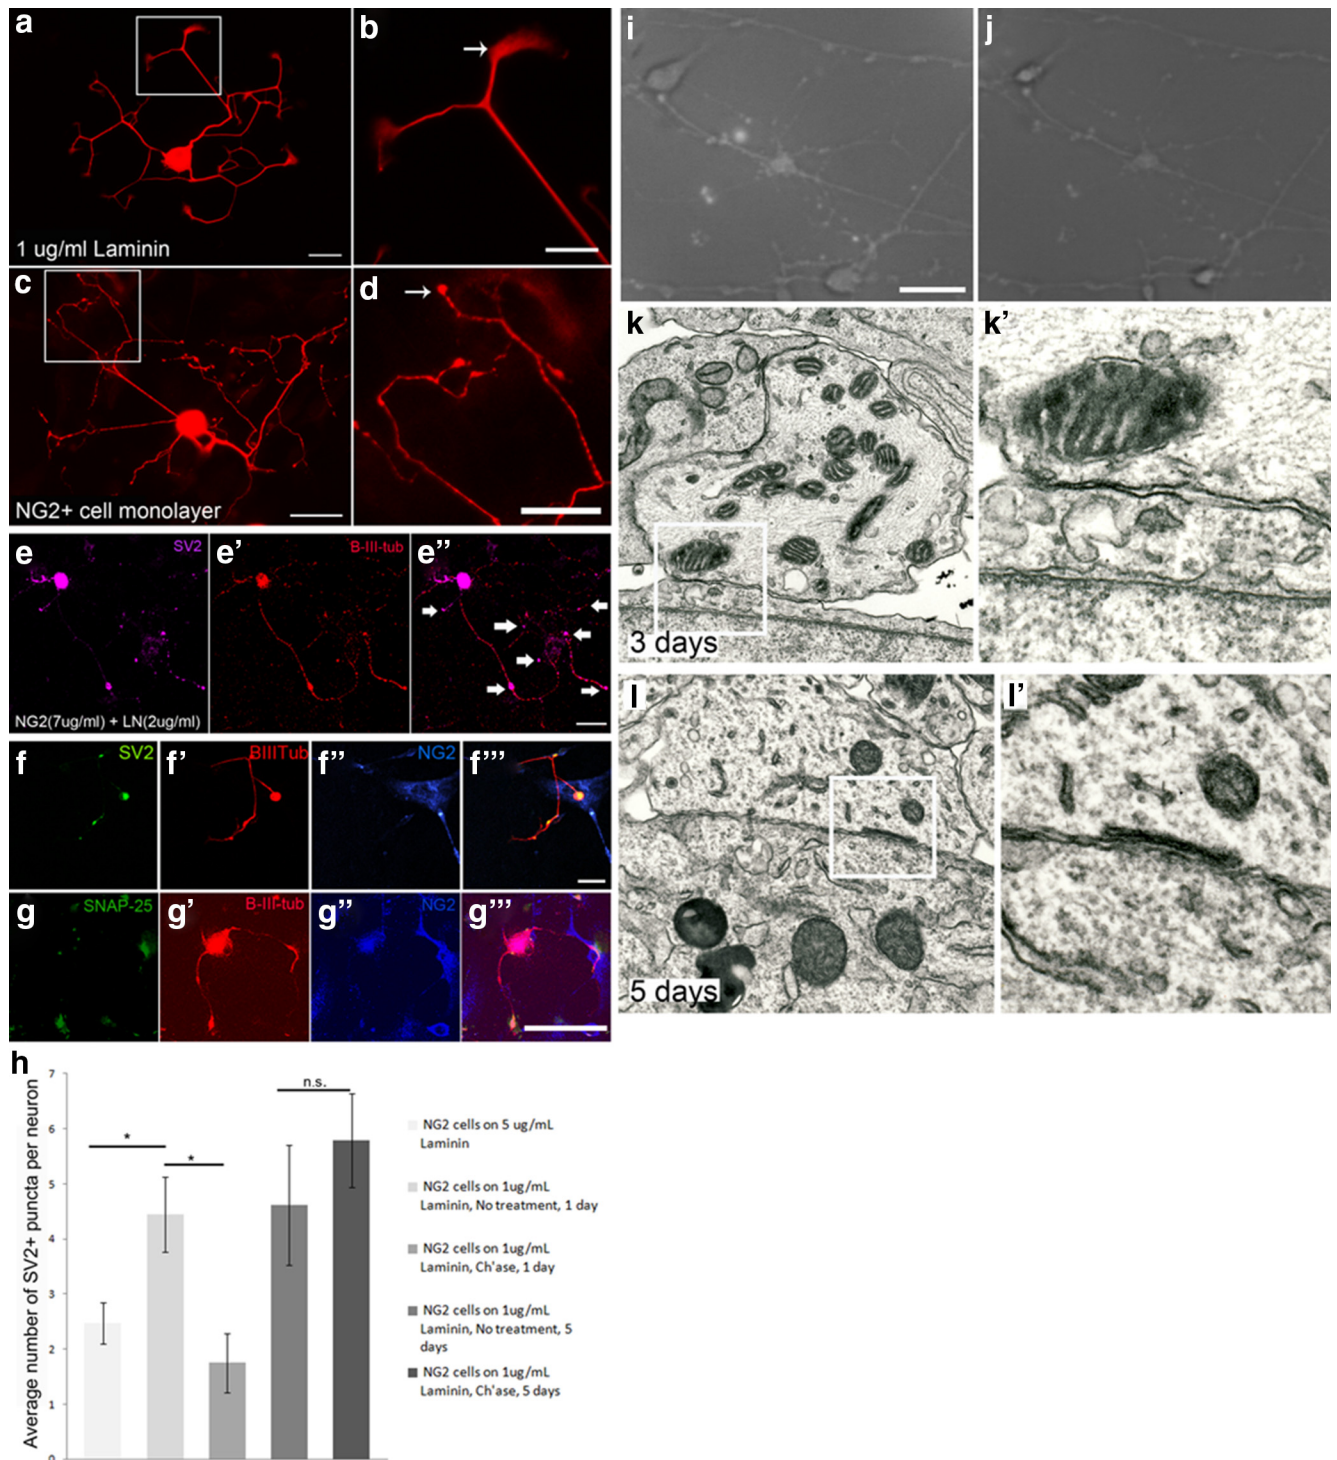 a
b
1 ug/ml Laminin
c
d
NG2+ cell monolayer
e
SV2
e'
B-III-tub
e''
NG2(7ug/ml) + LN(2ug/ml)
f
SV2
f'
BIIITub
f''
NG2
f'''
g
SNAP-25
g'
B-III-tub
g''
NG2
g'''
h
Average number of SV2+ puncta per neuron
7
6
5
4
3
2
1
0
*
*
n.s.
NG2 cells on 5 ug/mL
Laminin
NG2 cells on 1ug/mL
Laminin, No treatment, 1 day
NG2 cells on 1ug/mL
Laminin, Ch'ase, 1 day
NG2 cells on 1ug/mL
Laminin, No treatment, 5
days
NG2 cells on 1ug/mL
Laminin, Ch'ase, 5 days
i
j
k
3 days
k'
l
5 days
l'